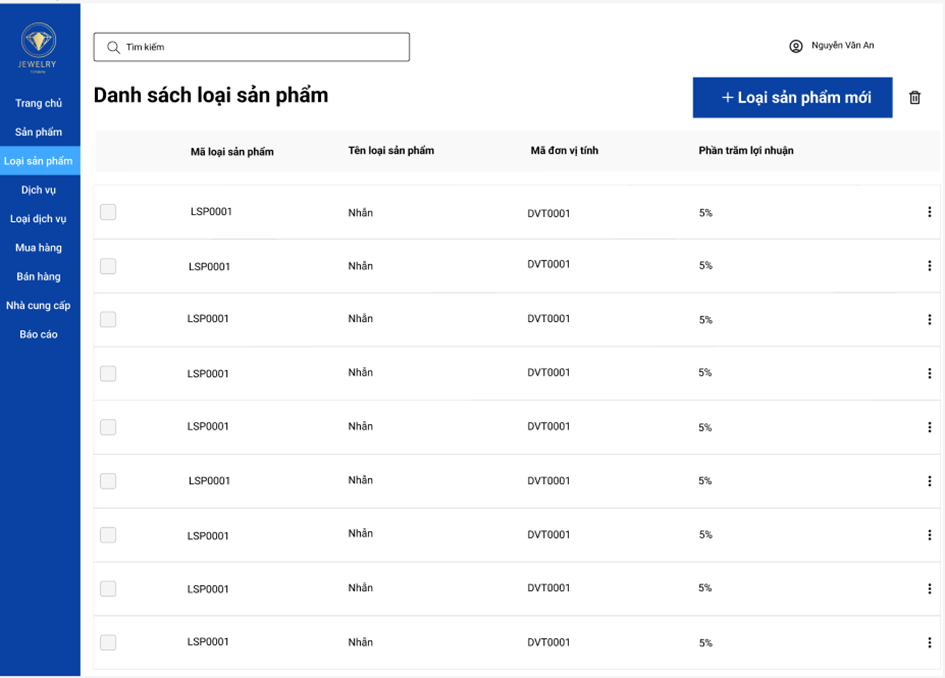 JEWELRY
Trang chủ
Sản phẩm
Loại sản phẩm
Dịch vụ
Loại dịch vụ
Mua hàng
Bán hàng
Nhà cung cấp
Báo cáo
Tìm kiếm
Nguyễn Văn An
Danh sách loại sản phẩm
+ Loại sản phẩm mới
Mã loại sản phẩm Tên loại sản phẩm Mã đơn vị tính Phần trăm lợi nhuận
LSP0001 Nhẫn DVT0001 5%
LSP0001 Nhẫn DVT0001 5%
LSP0001 Nhẫn DVT0001 5%
LSP0001 Nhẫn DVT0001 5%
LSP0001 Nhẫn DVT0001 5%
LSP0001 Nhẫn DVT0001 5%
LSP0001 Nhẫn DVT0001 5%
LSP0001 Nhẫn DVT0001 5%
LSP0001 Nhẫn DVT0001 5%